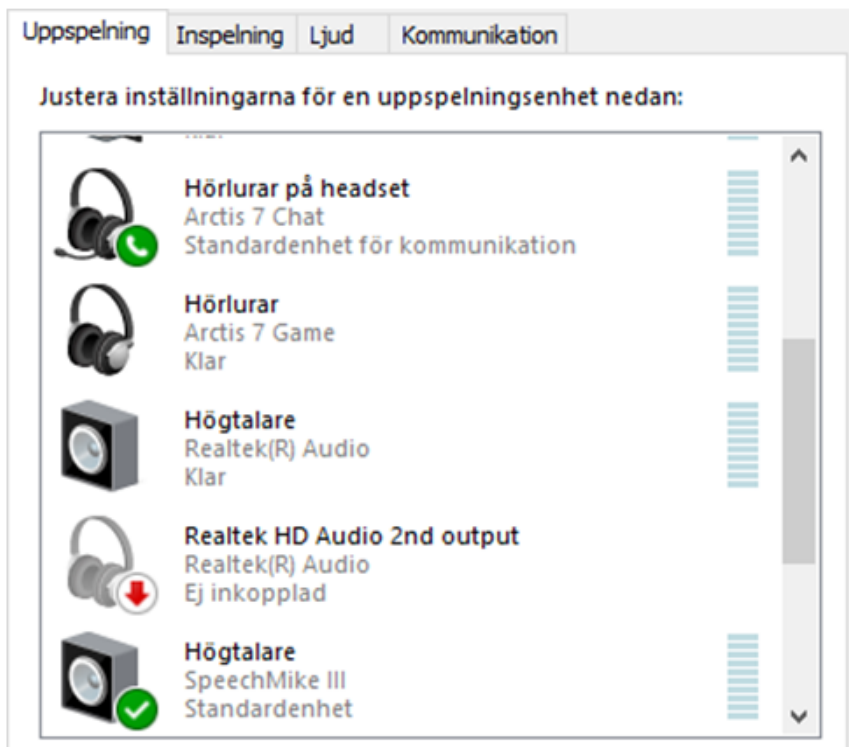 Uppspelning
Inspelning
Ljud
Kommunikation
Justera inställningarna för en uppspelningsenhet nedan:
Hörlurar på headset
Arctis 7 Chat
Standardenhet för kommunikation
Hörlurar
Arctis 7 Game
Klar
Högtalare
Realtek(R) Audio
Klar
Realtek HD Audio 2nd output
Realtek(R) Audio
Ej inkopplad
Högtalare
SpeechMike III
Standardenhet